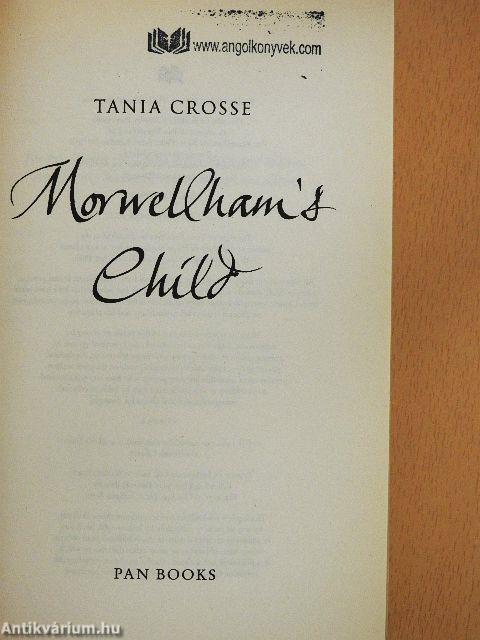 www.angolkonyvek.com
TANIA CROSSE
Morwellham's
Child
PAN BOOKS
Antikvárium.hu